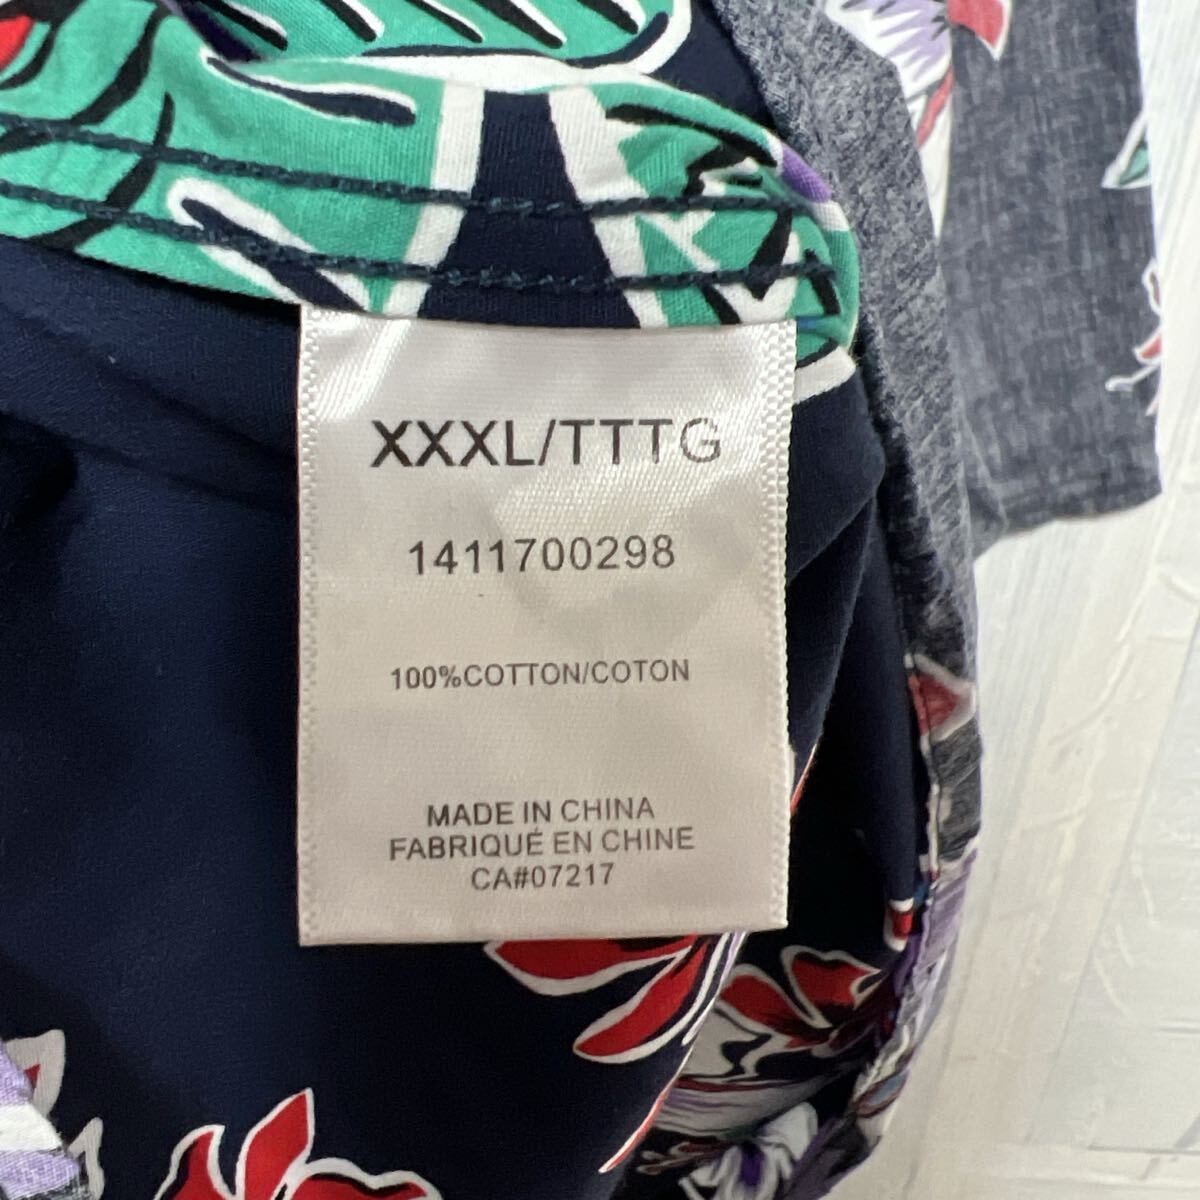 XXXL/TTTG
1411700298
100%COTTON/COTON
MADE IN CHINA
FABRIQUÉ EN CHINE
CA#07217